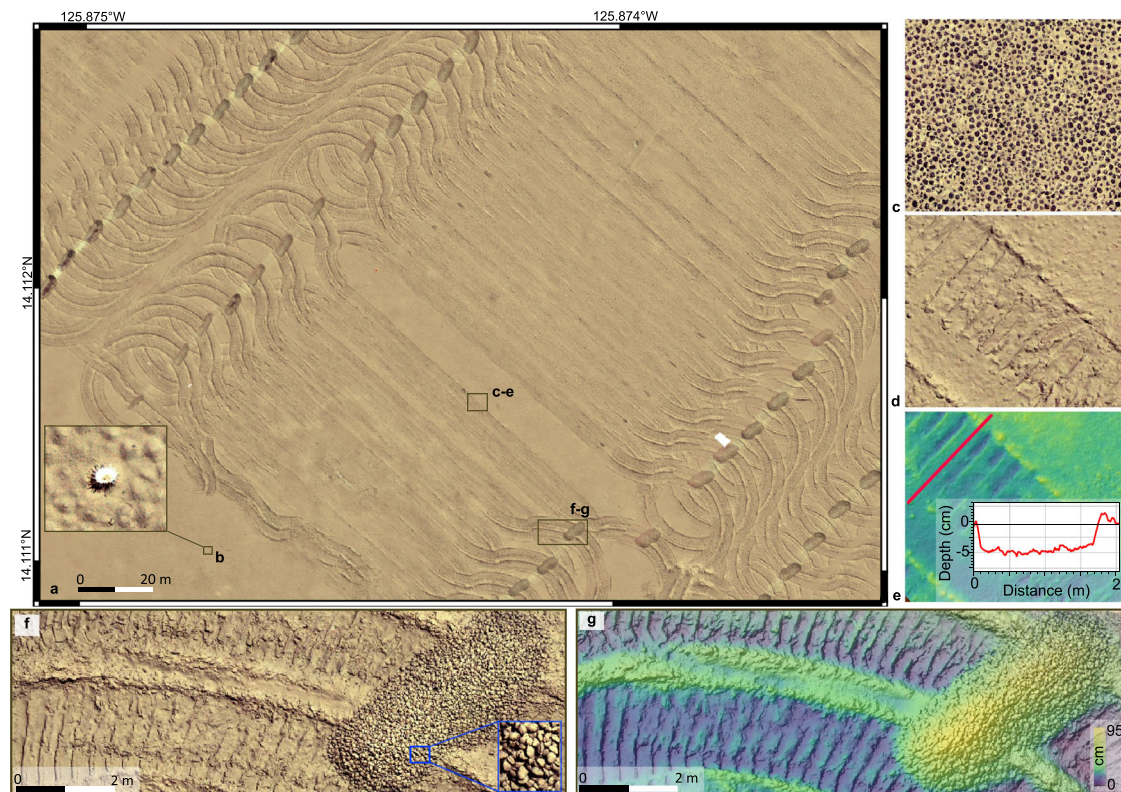 125.875°W
125.874°W
14.112°N
14.111°N
c-e
f-g
b
a
0
20 m
c
d
e
Depth (cm)
0
-5
0
1
2
Distance (m)
f
0
2 m
g
0
2 m
95
cm
0